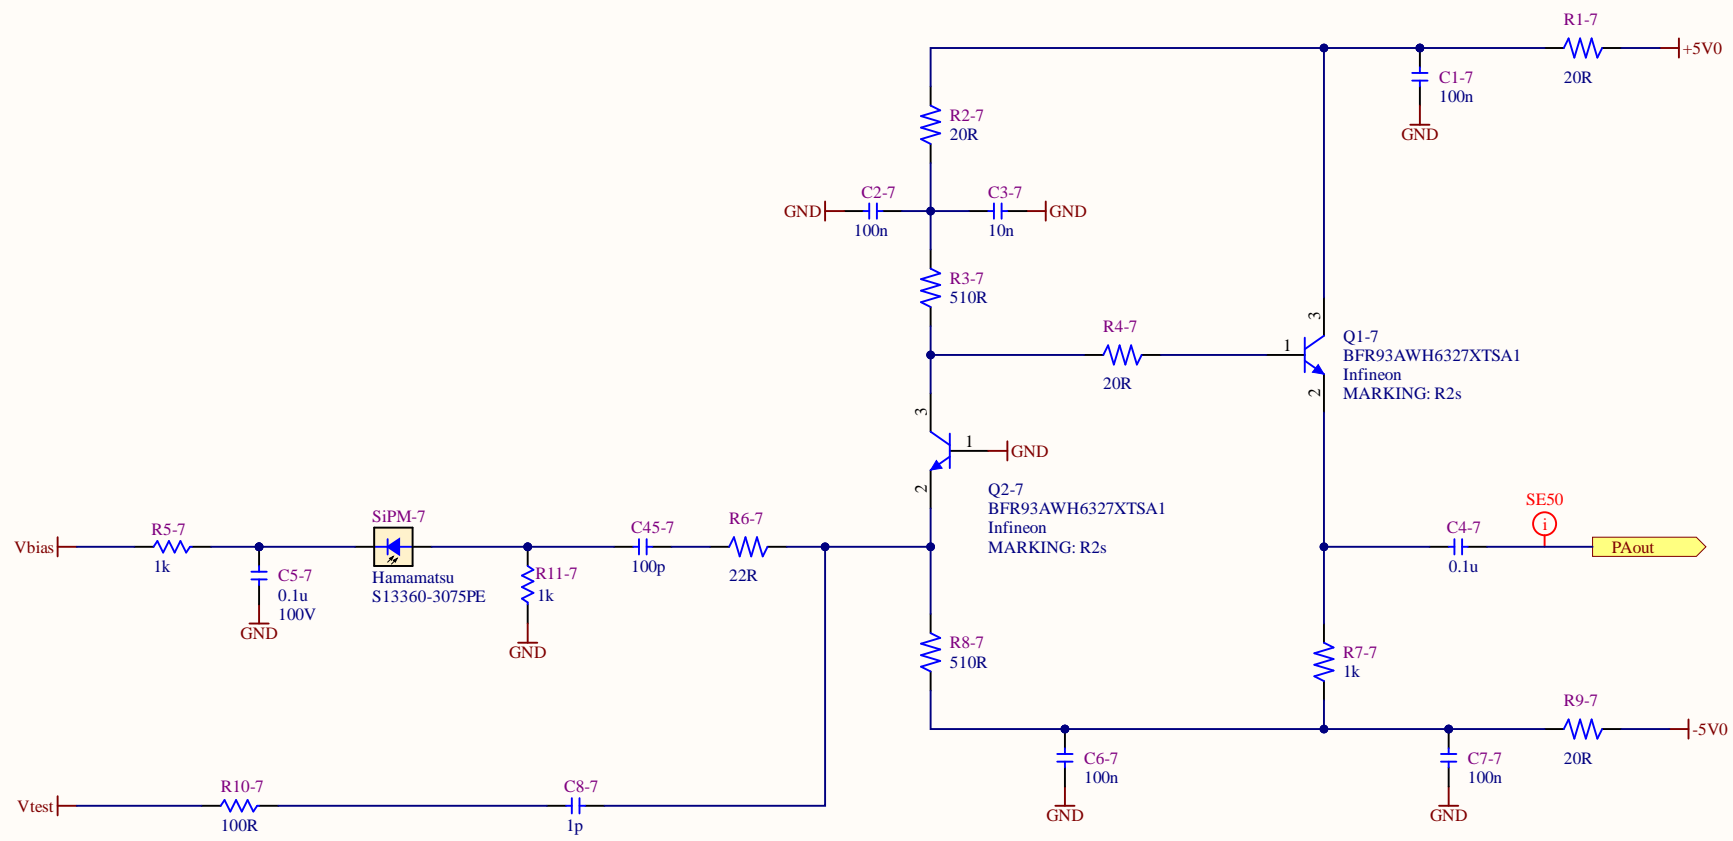 R1-7
+5V0
20R
C1-7
100n
GND
R2-7
20R
C2-7
C3-7
GND
GND
100n
10n
R3-7
510R
R4-7
20R
3
1
2
Q1-7
BFR93AWH6327XTSA1
Infineon
MARKING: R2s
3
1
GND
2
Q2-7
BFR93AWH6327XTSA1
Infineon
MARKING: R2s
SE50
i
PAout
C4-7
0.1u
Vbias
R5-7
1k
C5-7
0.1u
100V
GND
SiPM-7
Hamamatsu
S13360-3075PE
R11-7
1k
GND
C45-7
100p
R6-7
22R
R8-7
510R
R7-7
1k
R9-7
-5V0
20R
C6-7
100n
GND
C7-7
100n
GND
Vtest
R10-7
100R
C8-7
1p